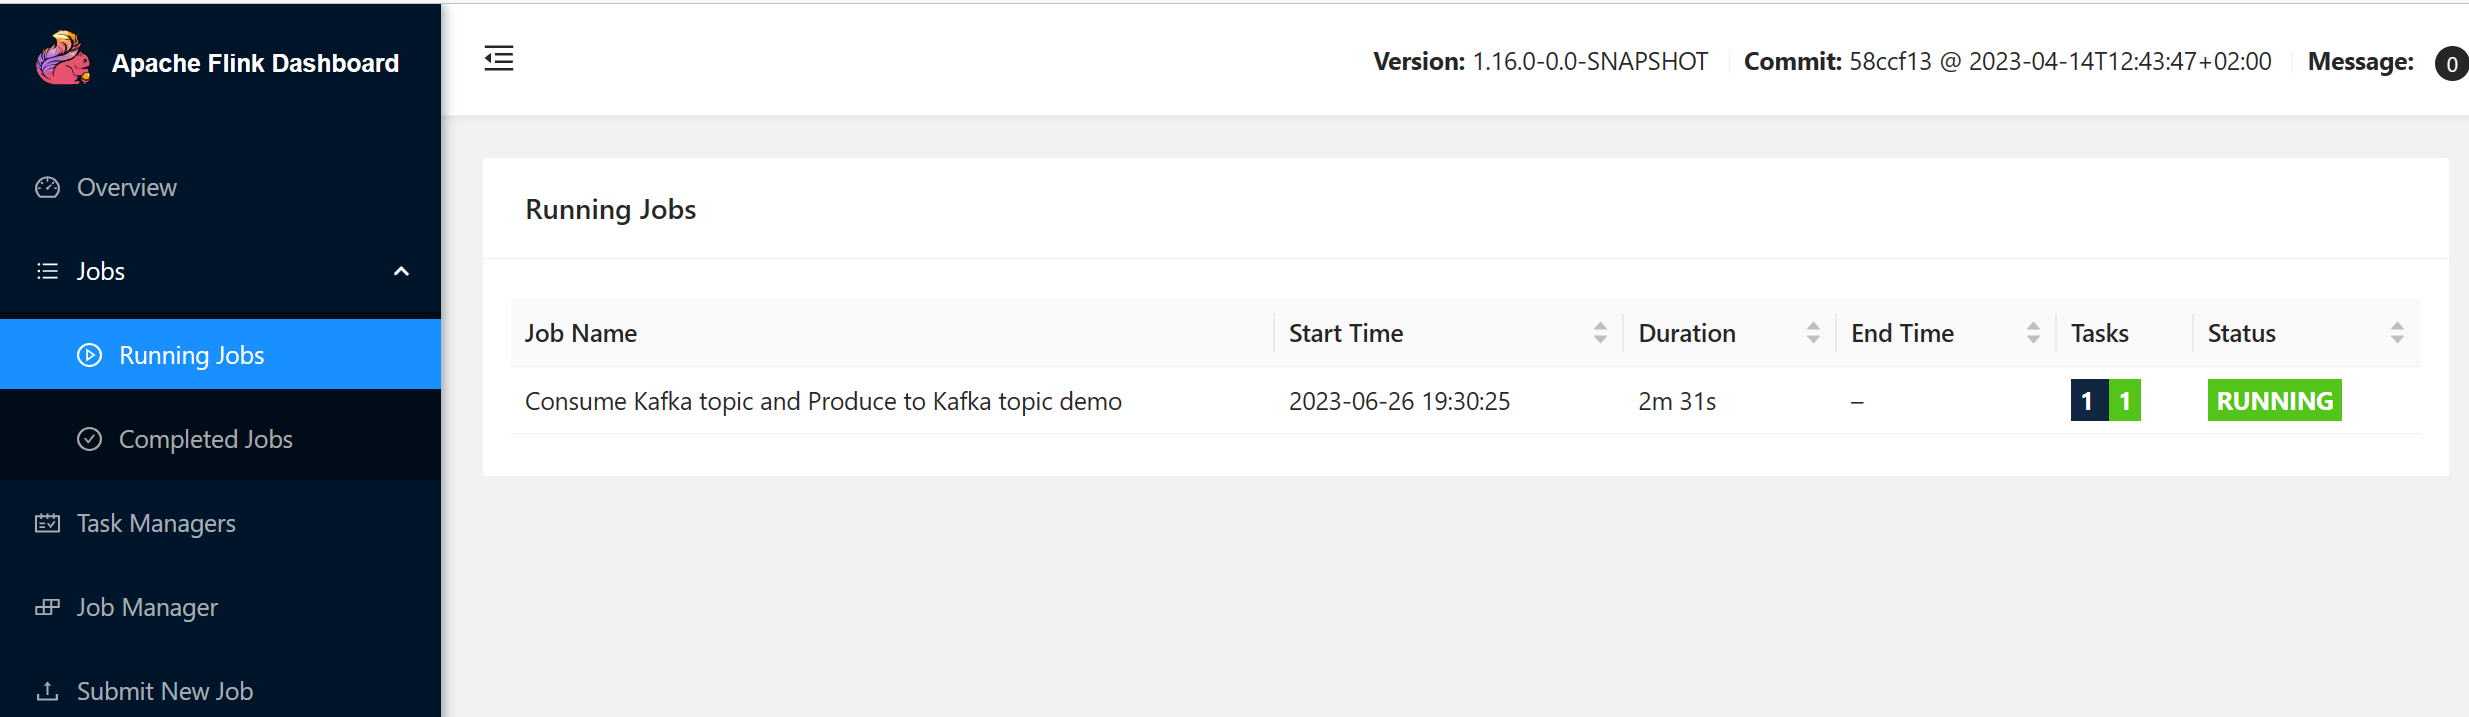 Apache Flink Dashboard
Version: 1.16.0-0.0-SNAPSHOT Commit: 58ccf13 @ 2023-04-14T12:43:47+02:00 Message: 0
Overview
Jobs
Running Jobs
Completed Jobs
Task Managers
Job Manager
Submit New Job
Running Jobs
Job Name Start Time Duration End Time Tasks Status
Consume Kafka topic and Produce to Kafka topic demo 2023-06-26 19:30:25 2m 31s – 1 1 RUNNING